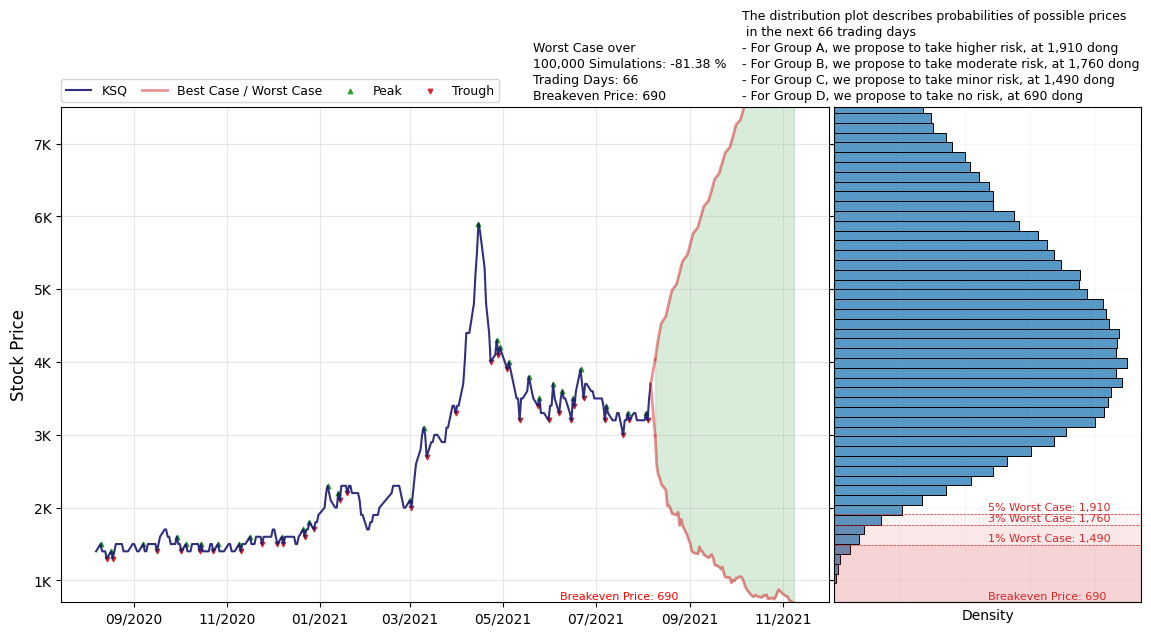 The distribution plot describes probabilities of possible prices
in the next 66 trading days
- For Group A, we propose to take higher risk, at 1,910 dong
- For Group B, we propose to take moderate risk, at 1,760 dong
- For Group C, we propose to take minor risk, at 1,490 dong
- For Group D, we propose to take no risk, at 690 dong
Worst Case over
100,000 Simulations: -81.38 %
Trading Days: 66
Breakeven Price: 690
KSQ
Best Case / Worst Case
Peak
Trough
Stock Price
7K
6K
5K
4K
3K
2K
1K
09/2020
11/2020
01/2021
03/2021
05/2021
07/2021
09/2021
11/2021
Breakeven Price: 690
5% Worst Case: 1,910
3% Worst Case: 1,760
1% Worst Case: 1,490
Breakeven Price: 690
Density